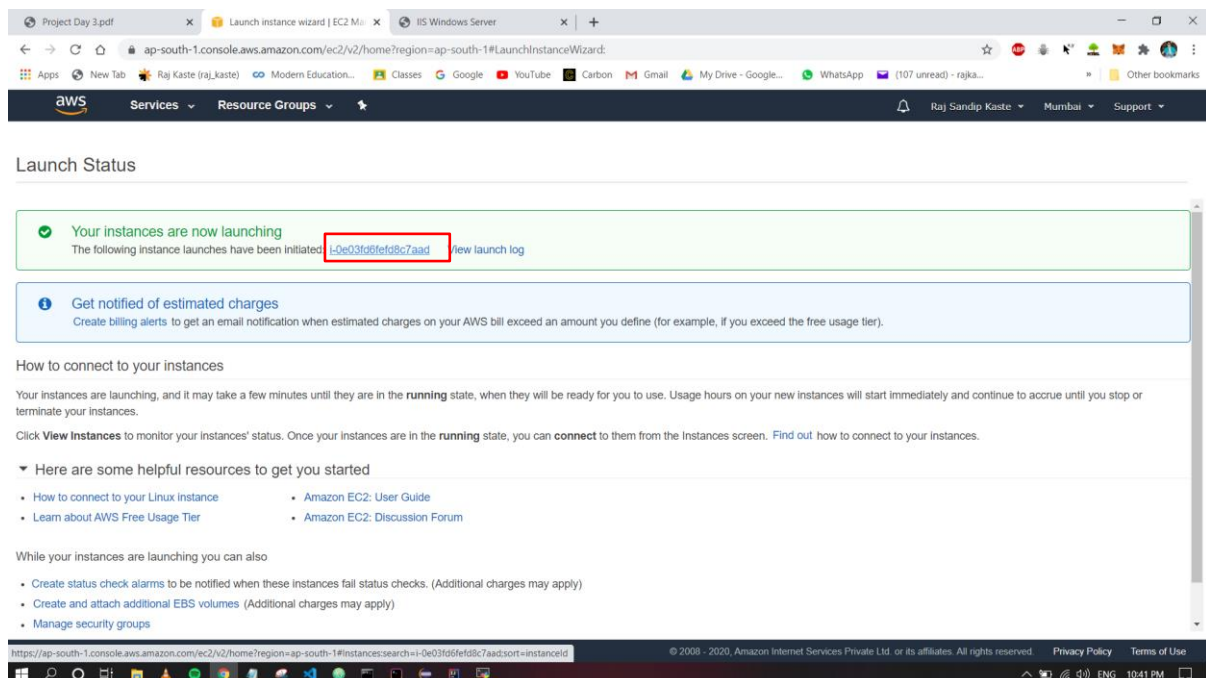 Project Day 3.pdf
Launch instance wizard | EC2 Ma
IIS Windows Server
ap-south-1.console.aws.amazon.com/ec2/v2/home?region=ap-south-1#LaunchInstanceWizard:
Apps New Tab Raj Kaste (raj_kaste) Modern Education... Classes Google YouTube Carbon Gmail My Drive - Google... WhatsApp (107 unread) - rajka... » Other bookmarks
aws Services Resource Groups Raj Sandip Kaste Mumbai Support
Launch Status
Your instances are now launching
The following instance launches have been initiated: i-0e03fd6fefd8c7aad View launch log
Get notified of estimated charges
Create billing alerts to get an email notification when estimated charges on your AWS bill exceed an amount you define (for example, if you exceed the free usage tier).
How to connect to your instances
Your instances are launching, and it may take a few minutes until they are in the running state, when they will be ready for you to use. Usage hours on your new instances will start immediately and continue to accrue until you stop or
terminate your instances.
Click View Instances to monitor your instances' status. Once your instances are in the running state, you can connect to them from the Instances screen. Find out how to connect to your instances.
Here are some helpful resources to get you started
• How to connect to your Linux instance • Amazon EC2: User Guide
• Learn about AWS Free Usage Tier • Amazon EC2: Discussion Forum
While your instances are launching you can also
• Create status check alarms to be notified when these instances fail status checks. (Additional charges may apply)
• Create and attach additional EBS volumes (Additional charges may apply)
• Manage security groups
https://ap-south-1.console.aws.amazon.com/ec2/v2/home?region=ap-south-1#Instances:search=i-0e03fd6fefd8c7aad;sort=instanceId © 2008 - 2020, Amazon Internet Services Private Ltd. or its affiliates. All rights reserved. Privacy Policy Terms of Use
ENG 10:41 PM